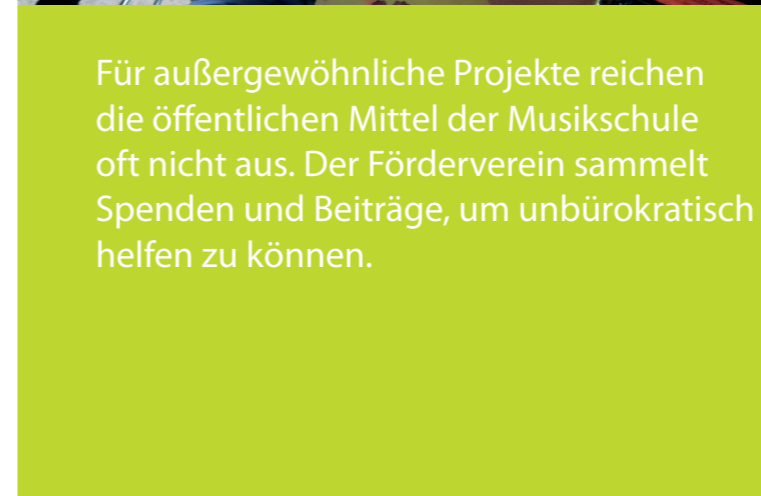 Für außergewöhnliche Projekte reichen
die öffentlichen Mittel der Musikschule
oft nicht aus. Der Förderverein sammelt
Spenden und Beiträge, um unbürokratisch
helfen zu können.